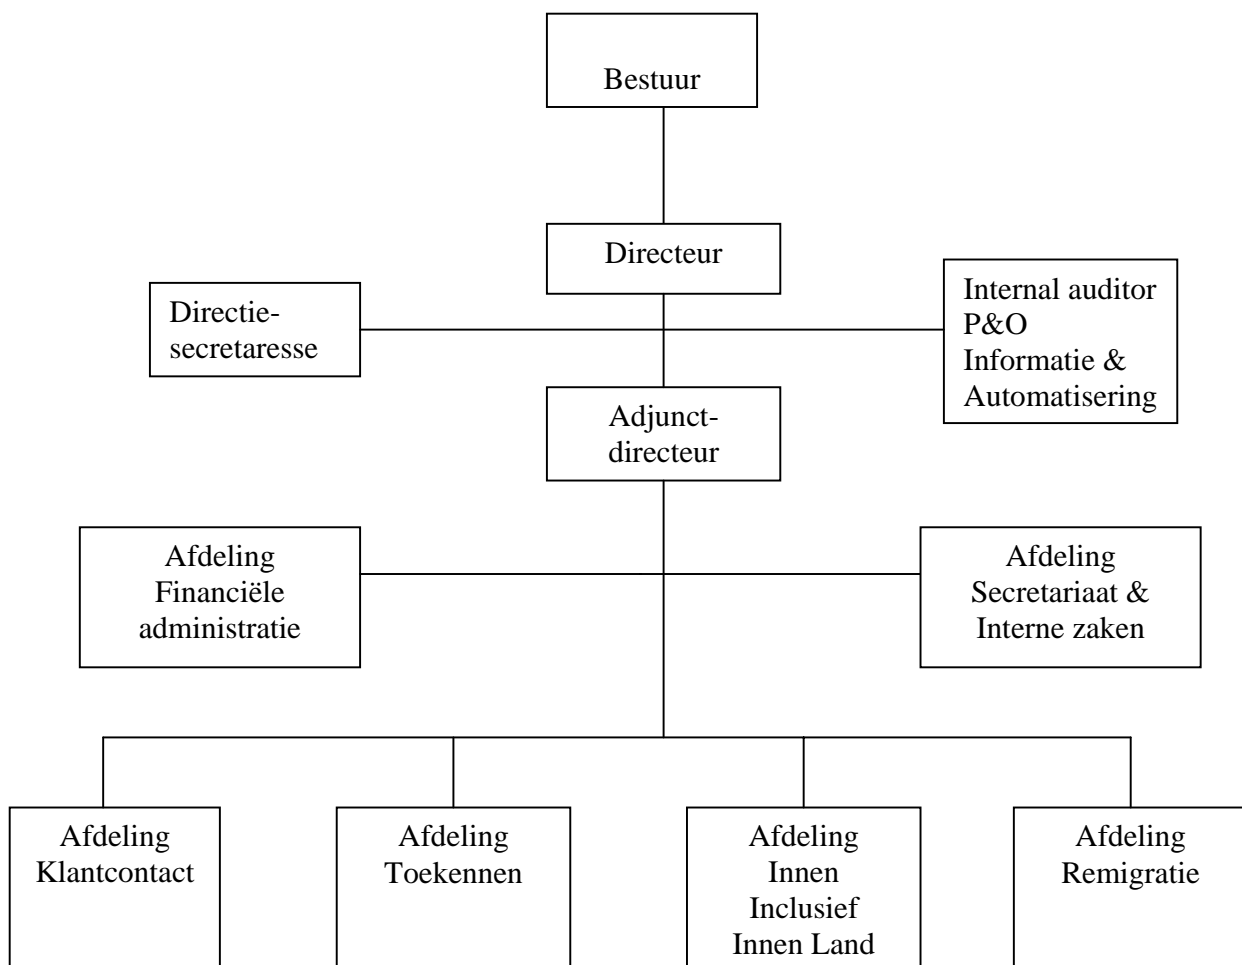 Bestuur
Directeur
Directie-
secretaresse
Internal auditor
P&O
Informatie &
Automatisering
Adjunct-
directeur
Afdeling
Financiële
administratie
Afdeling
Secretariaat &
Interne zaken
Afdeling
Klantcontact
Afdeling
Toekennen
Afdeling
Innen
Inclusief
Innen Land
Afdeling
Remigratie